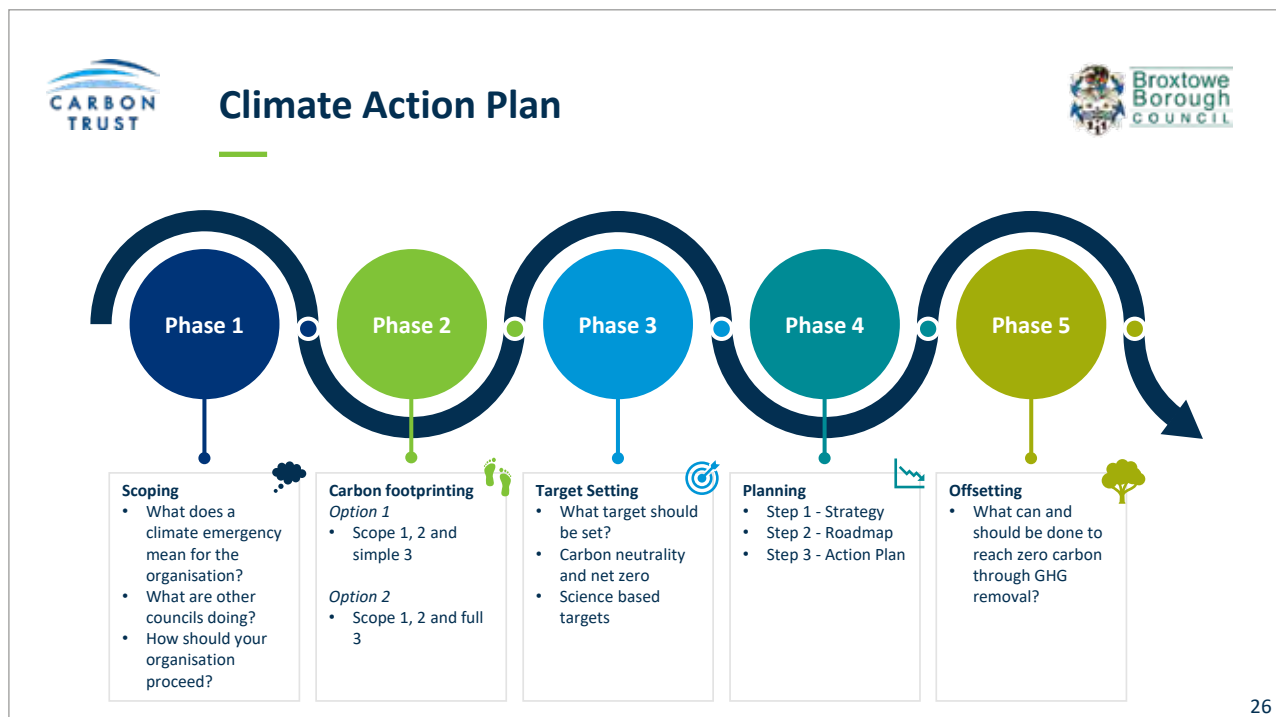 CARBON
TRUST
Climate Action Plan
Broxtowe
Borough
COUNCIL
Phase 1
Phase 2
Phase 3
Phase 4
Phase 5
Scoping
• What does a
climate emergency
mean for the
organisation?
• What are other
councils doing?
• How should your
organisation
proceed?
Carbon footprinting
Option 1
• Scope 1, 2 and
simple 3
Option 2
• Scope 1, 2 and full
3
Target Setting
• What target should
be set?
• Carbon neutrality
and net zero
• Science based
targets
Planning
• Step 1 - Strategy
• Step 2 - Roadmap
• Step 3 - Action Plan
Offsetting
• What can and
should be done to
reach zero carbon
through GHG
removal?
26